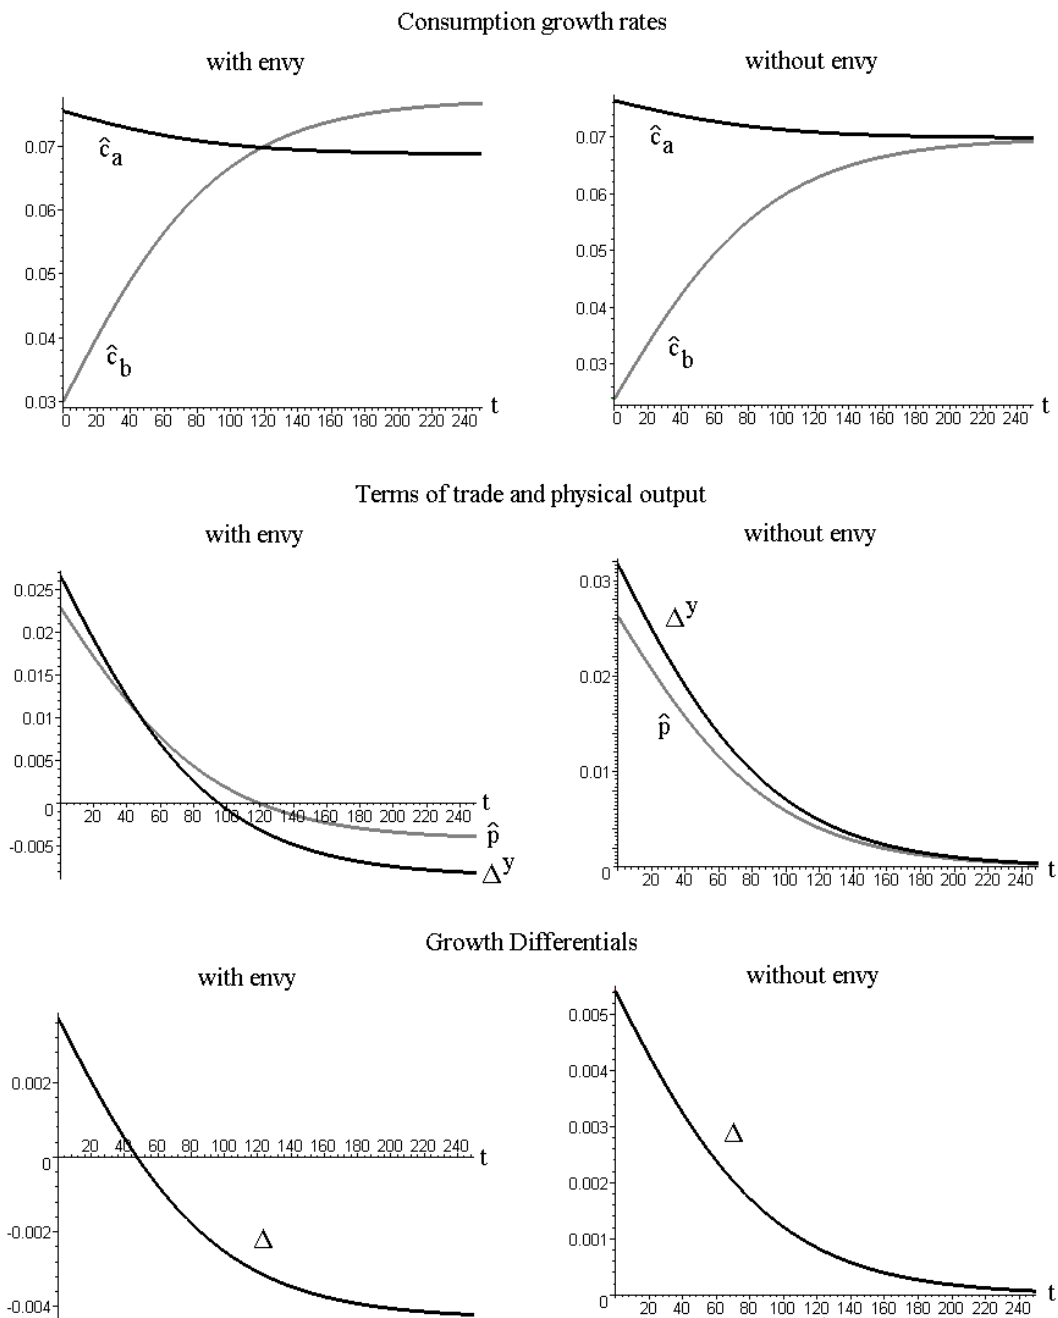 Consumption growth rates
with envy
without envy
0.07
0.06
0.05
0.04
0.03
ĉa
ĉb
0 20 40 60 80 100 120 140 160 180 200 220 240
t
0.07
0.06
0.05
0.04
0.03
ĉa
ĉb
0 20 40 60 80 100 120 140 160 180 200 220 240
t
Terms of trade and physical output
with envy
without envy
0.025
0.02
0.015
0.01
0.005
0
-0.005
20 40 60 80 100 120 140 160 180 200 220 240
t
p̂
Δy
0.03
0.02
0.01
0
Δy
p̂
20 40 60 80 100 120 140 160 180 200 220 240
t
Growth Differentials
with envy
without envy
0.002
0
-0.002
-0.004
20 40 60 80 100 120 140 160 180 200 220 240
t
Δ
0.005
0.004
0.003
0.002
0.001
0
Δ
20 40 60 80 100 120 140 160 180 200 220 240
t